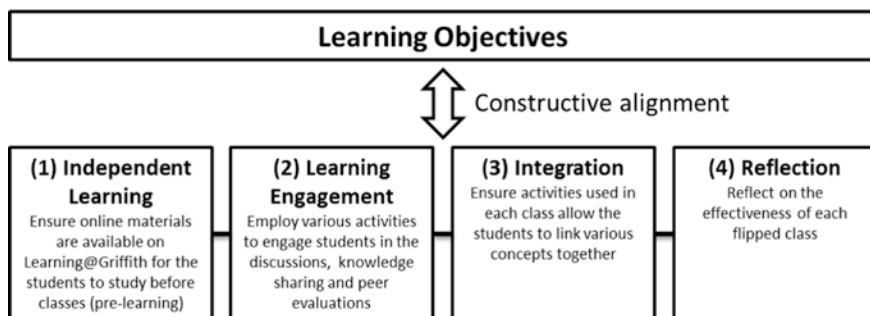 Learning Objectives
Constructive alignment
(1) Independent
Learning
Ensure online materials
are available on
Learning@Griffith for the
students to study before
classes (pre-learning)
(2) Learning
Engagement
Employ various activities
to engage students in the
discussions, knowledge
sharing and peer
evaluations
(3) Integration
Ensure activities used in
each class allow the
students to link various
concepts together
(4) Reflection
Reflect on the
effectiveness of each
flipped class